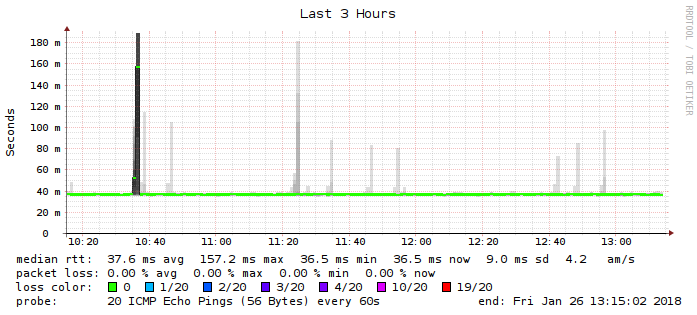 Last 3 Hours
RRDTOOL / TOBI OETIKER
Seconds
180 m
160 m
140 m
120 m
100 m
80 m
60 m
40 m
20 m
0
10:20 10:40 11:00 11:20 11:40 12:00 12:20 12:40 13:00
median rtt: 37.6 ms avg 157.2 ms max 36.5 ms min 36.5 ms now 9.0 ms sd 4.2 am/s
packet loss: 0.00 % avg 0.00 % max 0.00 % min 0.00 % now
loss color: 0 1/20 2/20 3/20 4/20 10/20 19/20
probe: 20 ICMP Echo Pings (56 Bytes) every 60s end: Fri Jan 26 13:15:02 2018